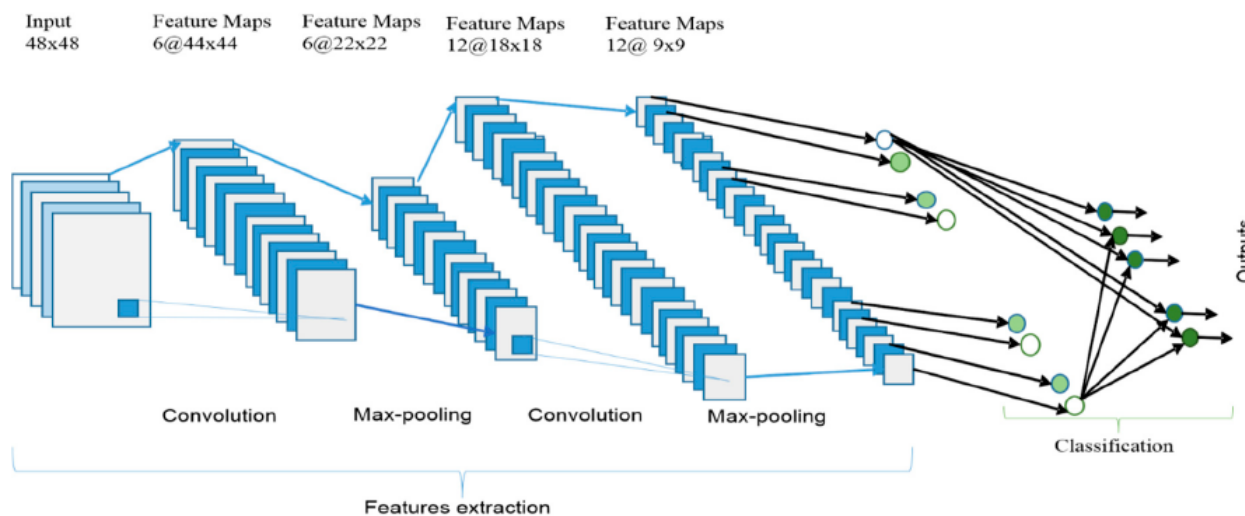 Input
48x48
Feature Maps
6@44x44
Feature Maps
6@22x22
Feature Maps
12@18x18
Feature Maps
12@ 9x9
Outputs
Convolution
Max-pooling
Convolution
Max-pooling
Classification
Features extraction